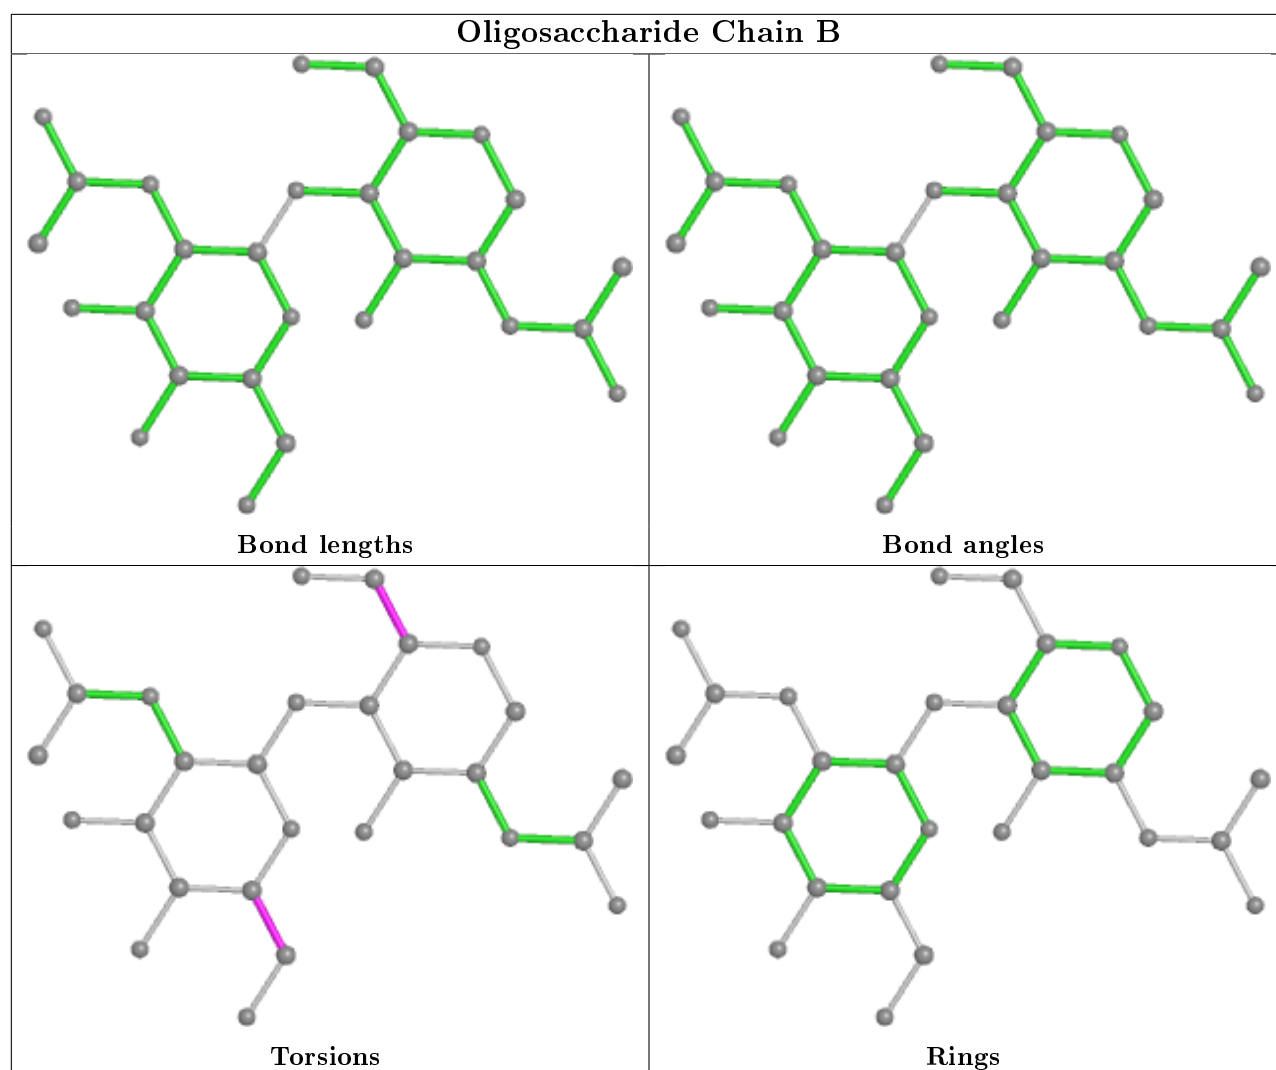 Oligosaccharide Chain B
Bond lengths
Bond angles
Torsions
Rings